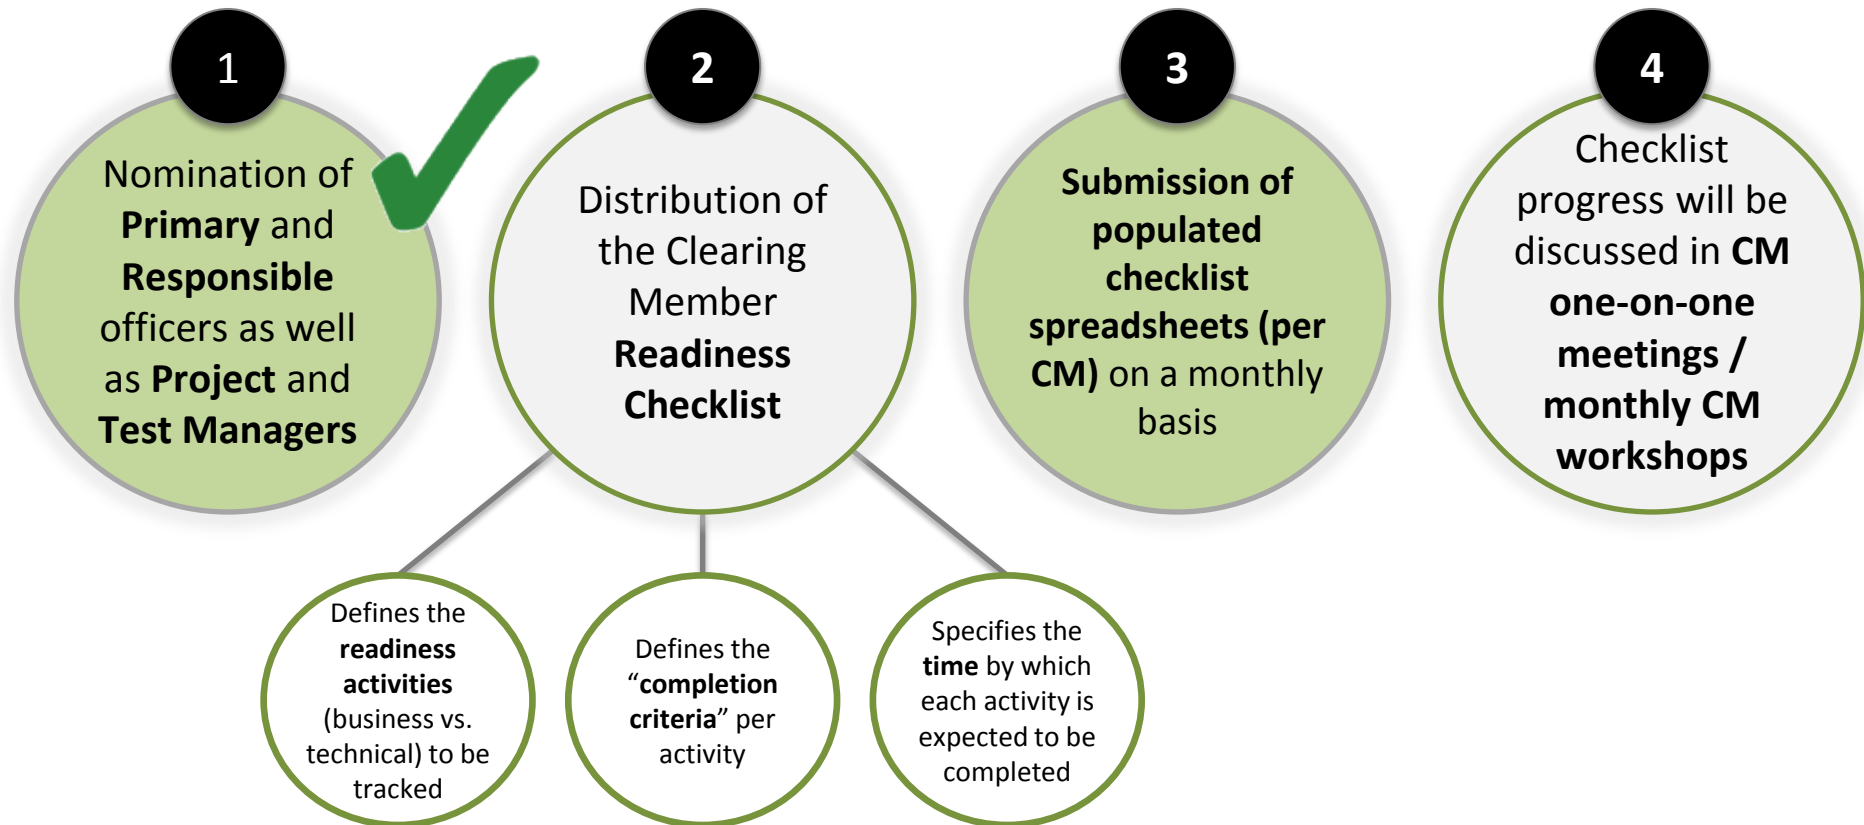 1
Nomination of
Primary and
Responsible
officers as well
as Project and
Test Managers
2
Distribution of
the Clearing
Member
Readiness
Checklist
3
Submission of
populated
checklist
spreadsheets (per
CM) on a monthly
basis
4
Checklist
progress will be
discussed in CM
one-on-one
meetings /
monthly CM
workshops
Defines the
readiness
activities
(business vs.
technical) to be
tracked
Defines the
“completion
criteria” per
activity
Specifies the
time by which
each activity is
expected to be
completed